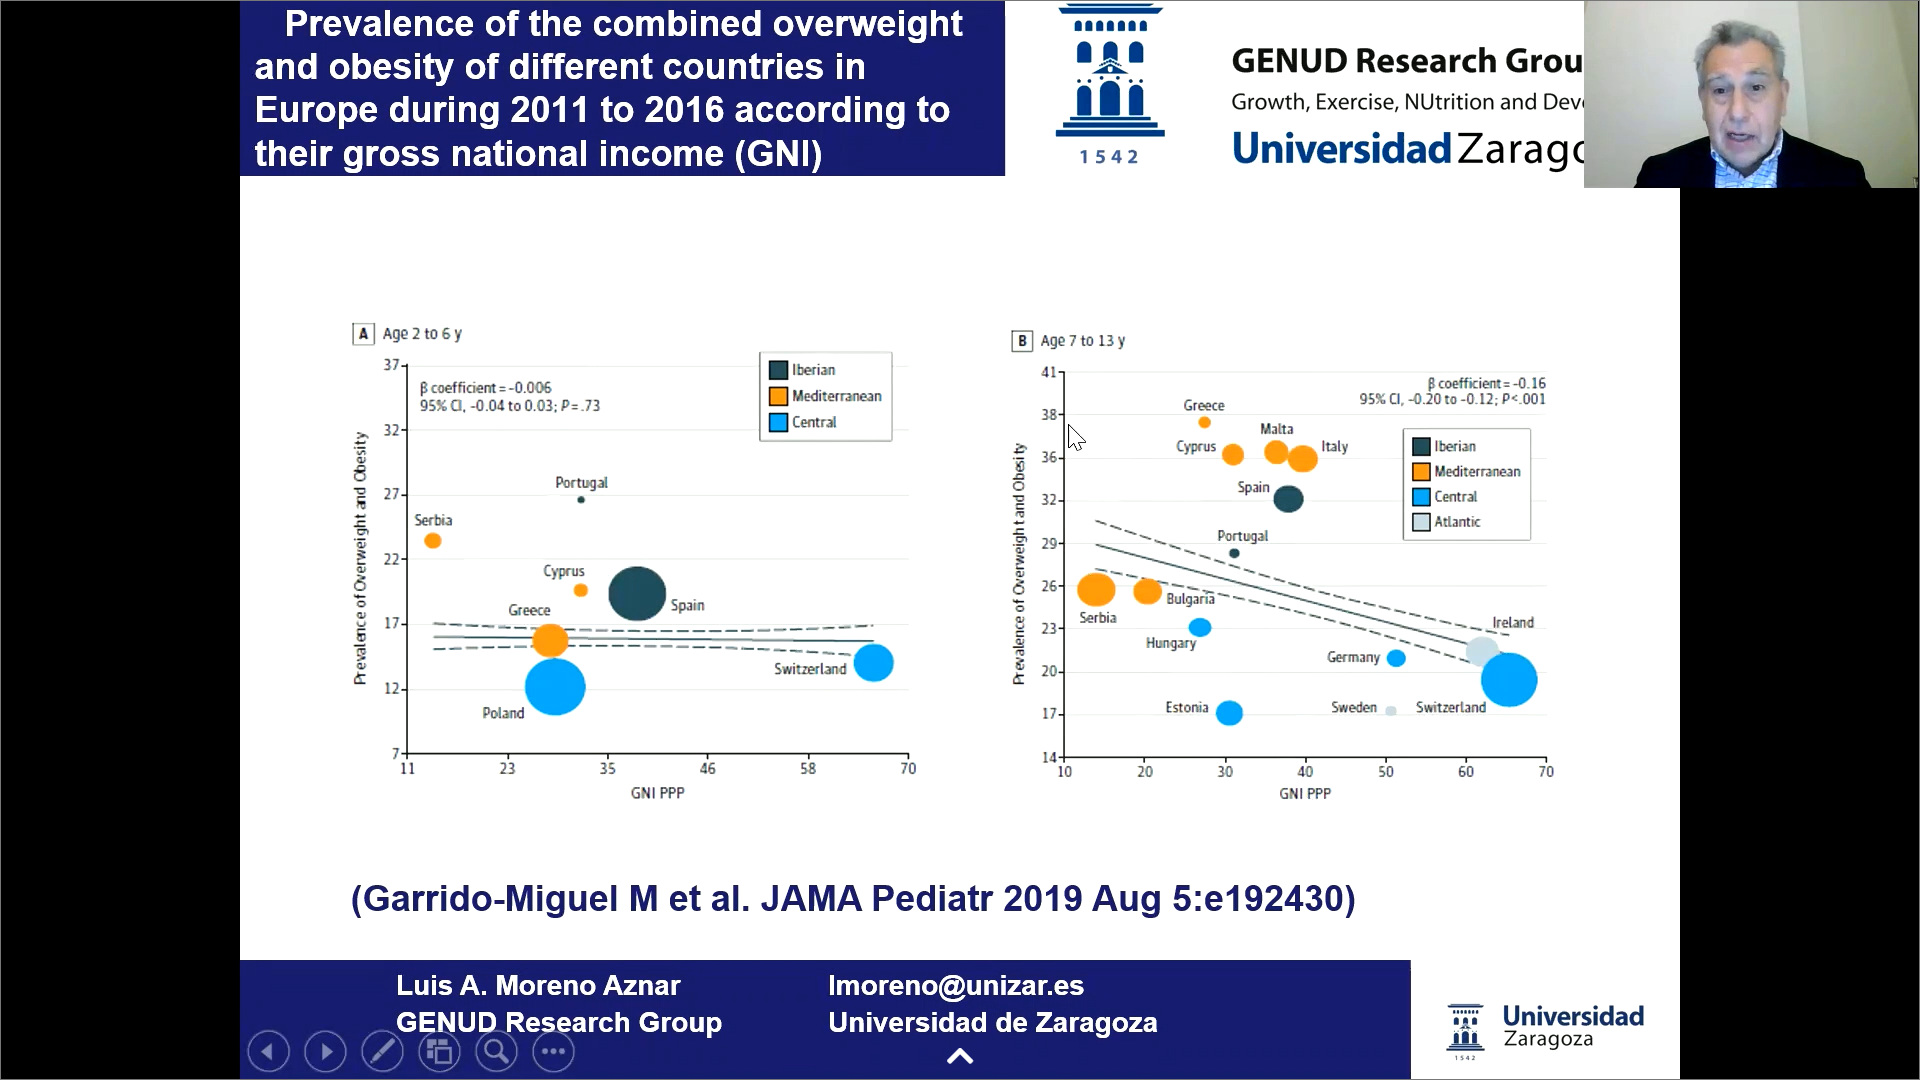 Prevalence of the combined overweight
and obesity of different countries in
Europe during 2011 to 2016 according to
their gross national income (GNI)
1542
GENUD Research Grou
Growth, Exercise, NUtrition and Dev
Universidad Zarago
A Age 2 to 6 y
β coefficient = -0.006
95% CI, -0.04 to 0.03; P = .73
Iberian
Mediterranean
Central
Prevalence of Overweight and Obesity
37
32
27
22
17
12
7
Portugal
Serbia
Cyprus
Greece
Spain
Switzerland
Poland
11 23 35 46 58 70
GNI PPP
B Age 7 to 13 y
β coefficient = -0.16
95% CI, -0.20 to -0.12; P<.001
Iberian
Mediterranean
Central
Atlantic
Prevalence of Overweight and Obesity
41
38
36
32
29
26
23
20
17
14
Greece
Malta
Cyprus
Italy
Spain
Portugal
Bulgaria
Serbia
Ireland
Hungary
Germany
Estonia
Sweden
Switzerland
10 20 30 40 50 60 70
GNI PPP
(Garrido-Miguel M et al. JAMA Pediatr 2019 Aug 5:e192430)
Luis A. Moreno Aznar
GENUD Research Group
lmoreno@unizar.es
Universidad de Zaragoza
Universidad
Zaragoza
1542